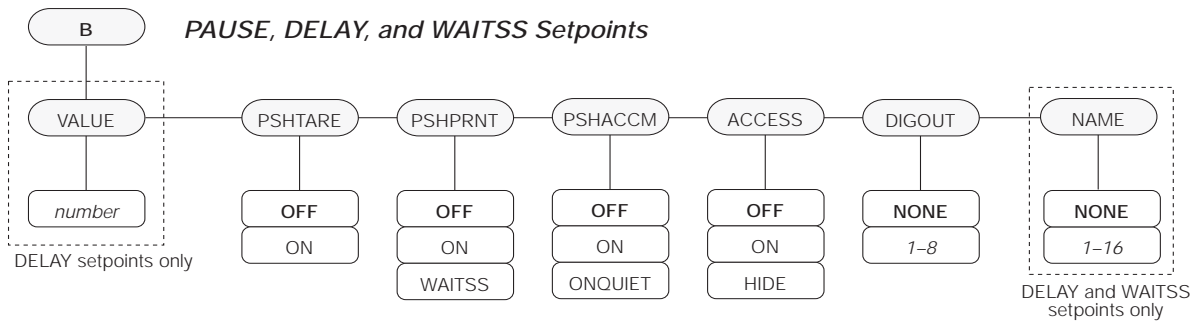 B
PAUSE, DELAY, and WAITSS Setpoints
VALUE PSHTARE PSHPRNT PSHACCM ACCESS DIGOUT NAME
number OFF OFF OFF OFF NONE NONE
ON ON ON ON 1–8 1–16
WAITSS ONQUIET HIDE
DELAY setpoints only
DELAY and WAITSS
setpoints only